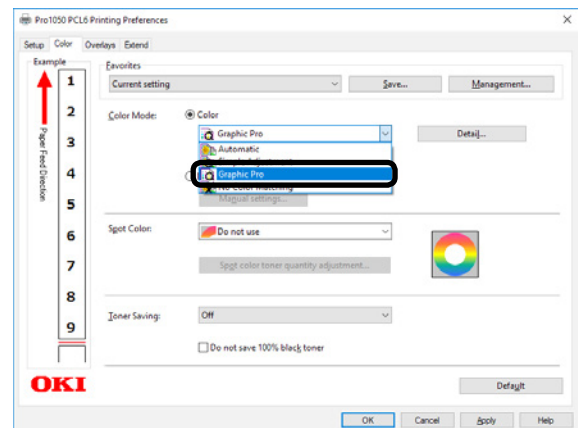 Pro1050 PCL6 Printing Preferences
Setup Color Overlays Extend
Example
Paper Feed Direction
1
2
3
4
5
6
7
8
9
OKI
Favorites
Current setting Save... Management...
Color Mode: Color
Graphic Pro Detail...
Automatic
Graphic Pro
No Color Matching
Manual settings...
Spot Color: Do not use
Spot color toner quantity adjustment...
Toner Saving: Off
Do not save 100% black toner
Default
OK Cancel Apply Help